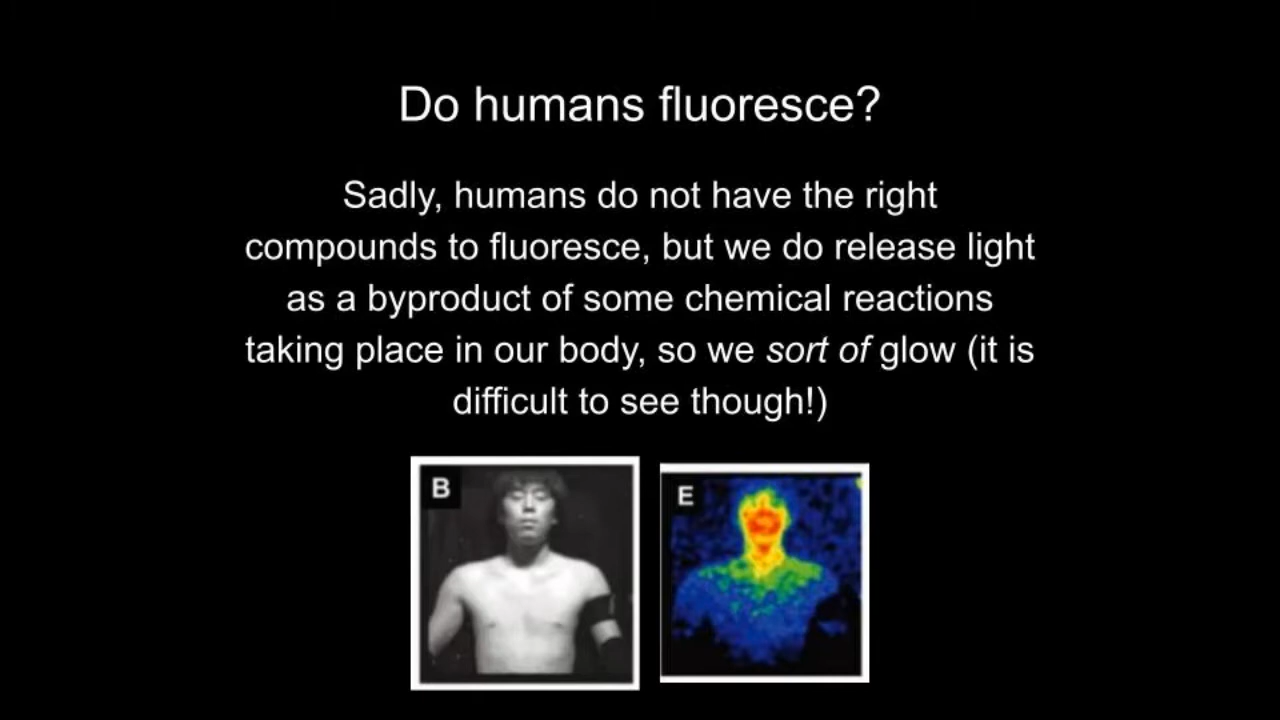 Do humans fluoresce?
Sadly, humans do not have the right
compounds to fluoresce, but we do release light
as a byproduct of some chemical reactions
taking place in our body, so we sort of glow (it is
difficult to see though!)
B
E